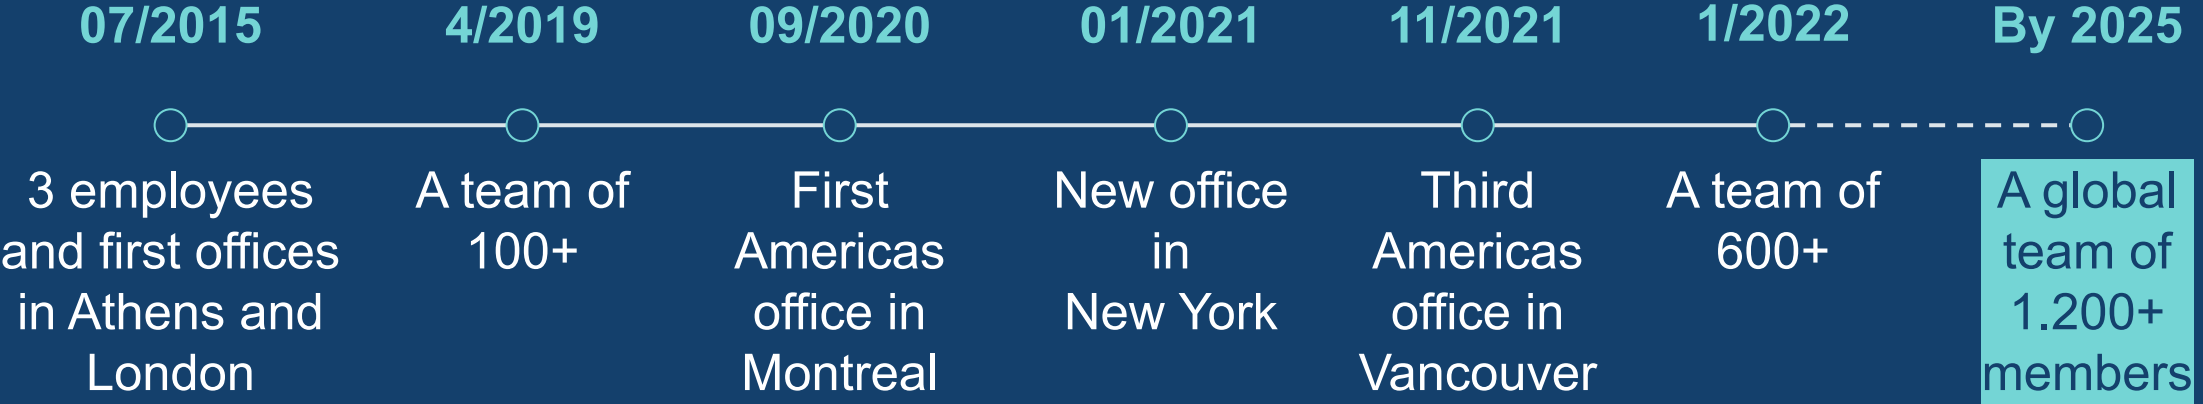 07/2015
3 employees
and first offices
in Athens and
London
4/2019
A team of
100+
09/2020
First
Americas
office in
Montreal
01/2021
New office
in
New York
11/2021
Third
Americas
office in
Vancouver
1/2022
A team of
600+
By 2025
A global
team of
1.200+
members